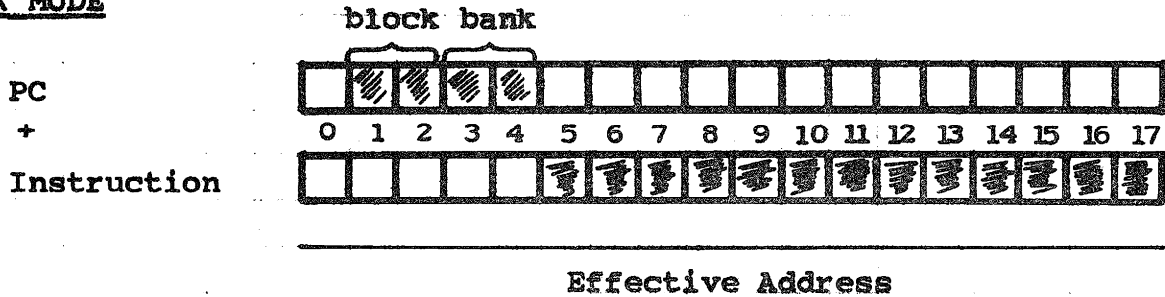 MODE
block bank
PC
+
0 1 2 3 4 5 6 7 8 9 10 11 12 13 14 15 16 17
Instruction
Effective Address